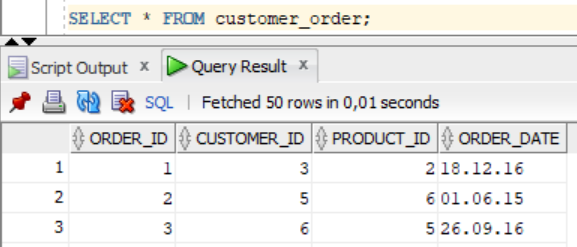 SELECT * FROM customer_order;
Script Output x Query Result x
SQL | Fetched 50 rows in 0,01 seconds
ORDER_ID CUSTOMER_ID PRODUCT_ID ORDER_DATE
1 1 3 2 18.12.16
2 2 5 6 01.06.15
3 3 6 5 26.09.16